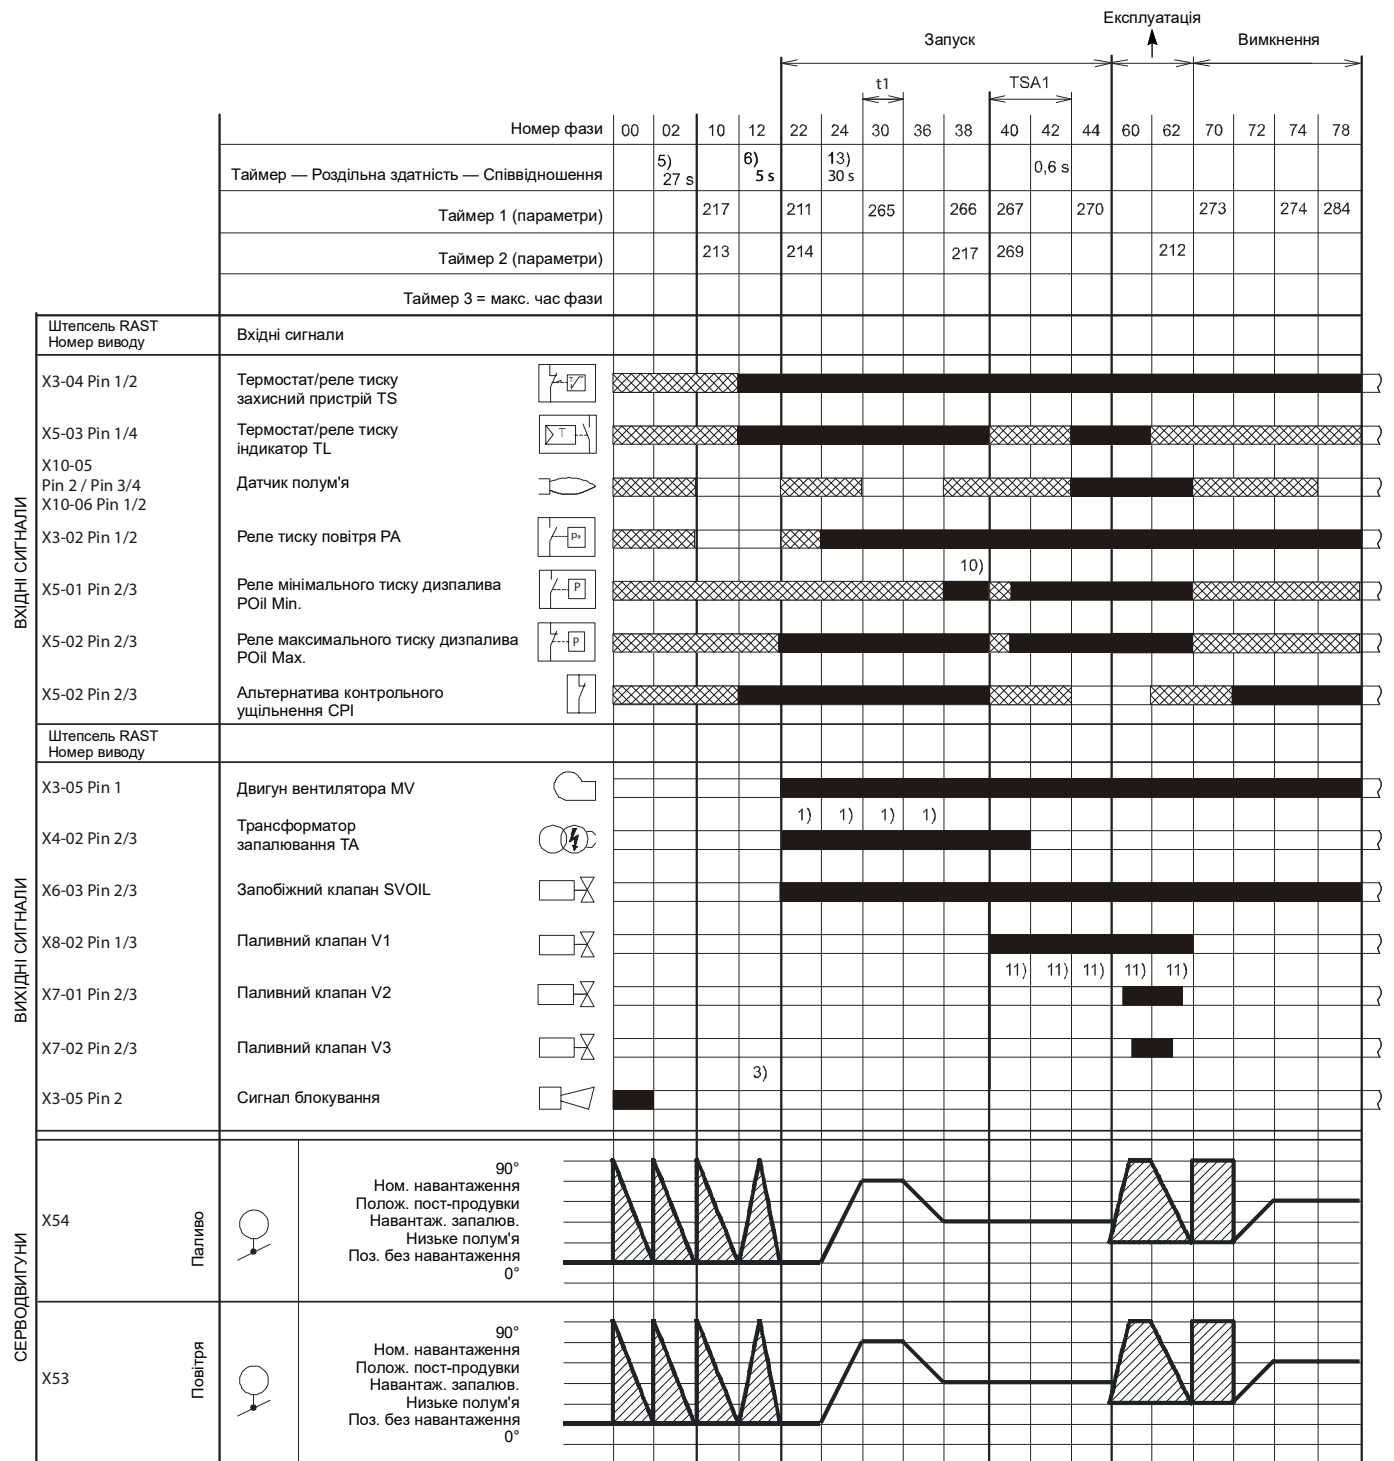 Експлуатація
Запуск
Вимкнення
t1
TSA1
Номер фази 00 02 10 12 22 24 30 36 38 40 42 44 60 62 70 72 74 78
Таймер — Роздільна здатність — Співвідношення 5) 27 s 6) 5 s 13) 30 s 0,6 s
Таймер 1 (параметри) 217 211 265 266 267 270 273 274 284
Таймер 2 (параметри) 213 214 217 269 212
Таймер 3 = макс. час фази
ВХІДНІ СИГНАЛИ
Штепсель RAST
Номер виводу
Вхідні сигнали
X3-04 Pin 1/2
Термостат/реле тиску
захисний пристрій TS
X5-03 Pin 1/4
Термостат/реле тиску
індикатор TL
T
X10-05
Pin 2 / Pin 3/4
X10-06 Pin 1/2
Датчик полум'я
X3-02 Pin 1/2
Реле тиску повітря PA
Pa
10)
X5-01 Pin 2/3
Реле мінімального тиску дизпалива
POil Min.
P
X5-02 Pin 2/3
Реле максимального тиску дизпалива
POil Max.
P
X5-02 Pin 2/3
Альтернатива контрольного
ущільнення CPI
ВИХІДНІ СИГНАЛИ
Штепсель RAST
Номер виводу
X3-05 Pin 1
Двигун вентилятора MV
1) 1) 1) 1)
X4-02 Pin 2/3
Трансформатор
запалювання TA
X6-03 Pin 2/3
Запобіжний клапан SVOIL
X8-02 Pin 1/3
Паливний клапан V1
11) 11) 11) 11) 11)
X7-01 Pin 2/3
Паливний клапан V2
X7-02 Pin 2/3
Паливний клапан V3
3)
X3-05 Pin 2
Сигнал блокування
СЕРВОДВИГУНИ
X54
Паливо
90°
Ном. навантаження
Полож. пост-продувки
Навантаж. запалюв.
Низьке полум'я
Поз. без навантаження
0°
X53
Повітря
90°
Ном. навантаження
Полож. пост-продувки
Навантаж. запалюв.
Низьке полум'я
Поз. без навантаження
0°